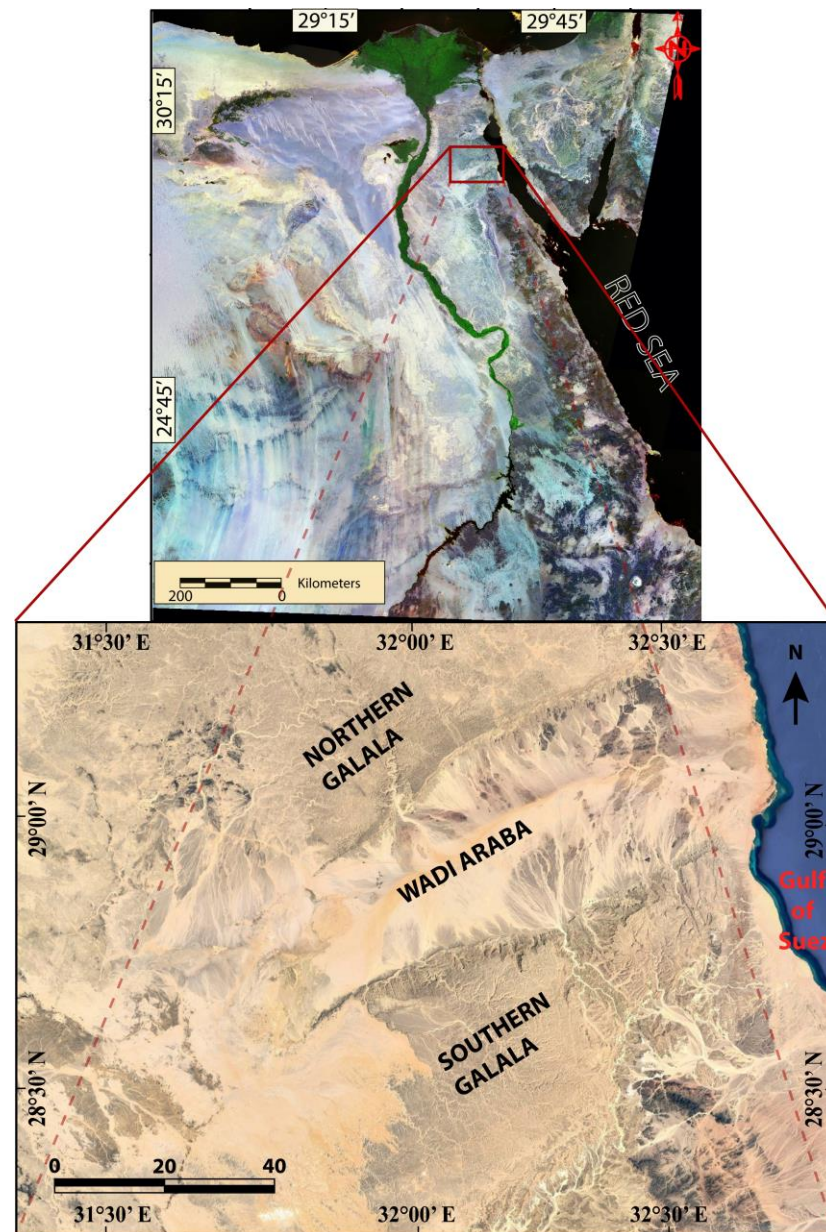 29°15′
29°45′
N
30°15′
24°45′
RED SEA
Kilometers
200
0
31°30’ E
32°00’ E
32°30’ E
N
NORTHERN
GALALA
29°00’ N
29°00’ N
WADI ARABA
Gulf
of
Suez
SOUTHERN
GALALA
28°30’ N
28°30’ N
0
20
40
31°30’ E
32°00’ E
32°30’ E